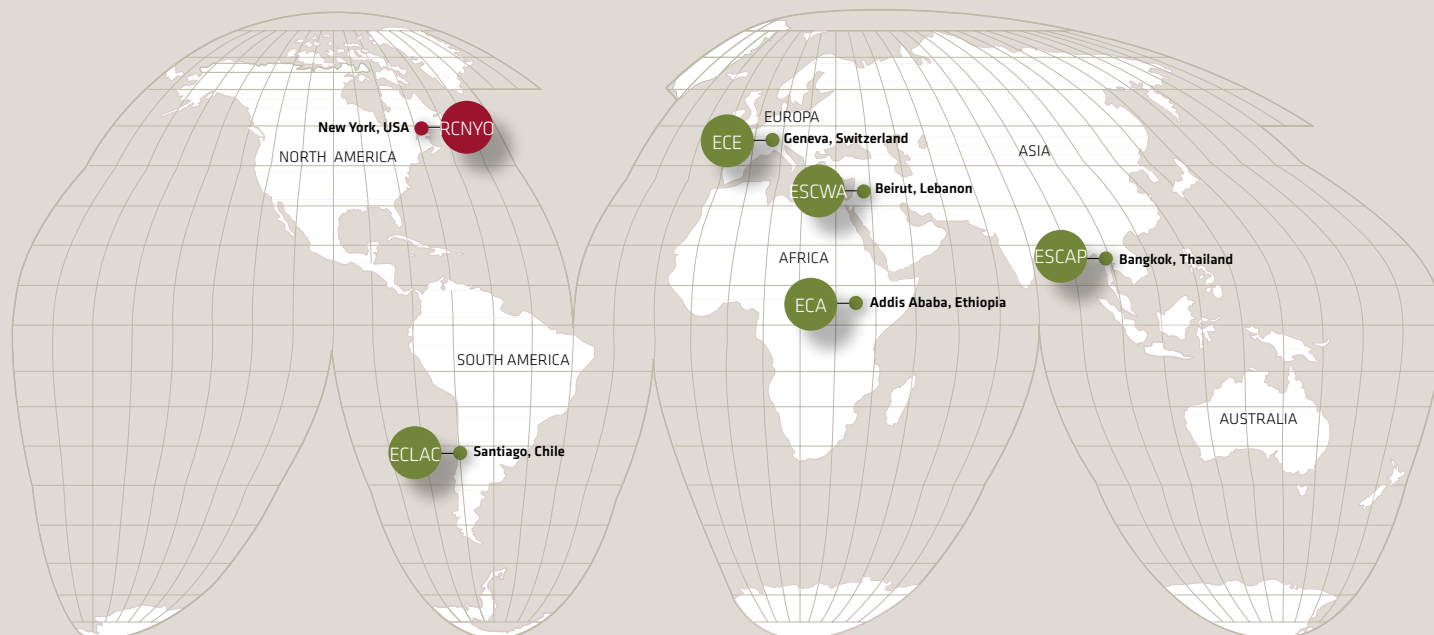 New York, USA
RCNYO
NORTH AMERICA
EUROPA
ECE
Geneva, Switzerland
ASIA
ESCWA
Beirut, Lebanon
AFRICA
ESCAP
Bangkok, Thailand
ECA
Addis Ababa, Ethiopia
SOUTH AMERICA
AUSTRALIA
ECLAC
Santiago, Chile